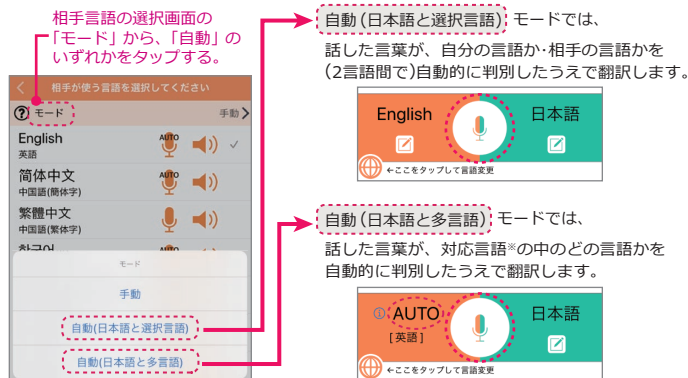 相手言語の選択画面の
「モード」から、「自動」の
いずれかをタップする。
相手が使う言語を選択してください
? モード 手動
English AUTO
英語
简体中文 AUTO
中国語(簡体字)
繁體中文
中国語(繁体字)
한국어 AUTO
モード
手動
自動(日本語と選択言語)
自動(日本語と多言語)
自動(日本語と選択言語) モードでは、
話した言葉が、自分の言語か・相手の言語かを
(2言語間で)自動的に判別したうえで翻訳します。
English 日本語
←ここをタップして言語変更
自動(日本語と多言語) モードでは、
話した言葉が、対応言語※の中のどの言語かを
自動的に判別したうえで翻訳します。
AUTO 日本語
[英語]
←ここをタップして言語変更